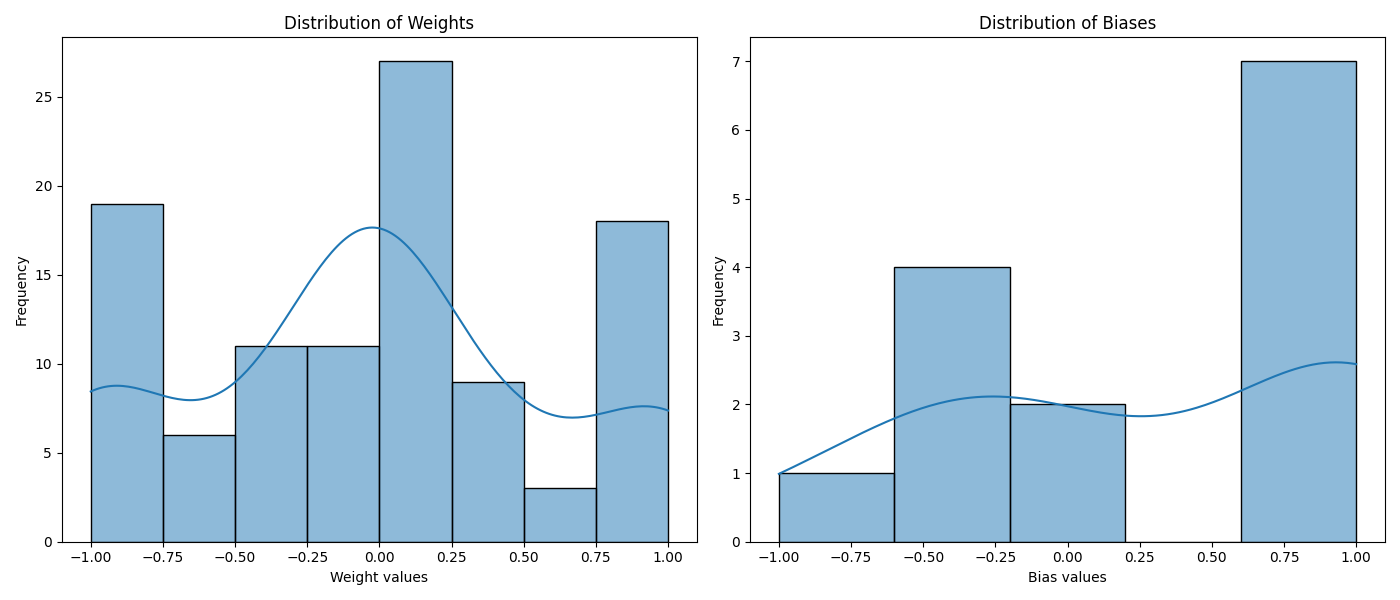 Distribution of Weights
Frequency
25
20
15
10
5
0
−1.00 −0.75 −0.50 −0.25 0.00 0.25 0.50 0.75 1.00
Weight values
Distribution of Biases
Frequency
7
6
5
4
3
2
1
0
−1.00 −0.75 −0.50 −0.25 0.00 0.25 0.50 0.75 1.00
Bias values